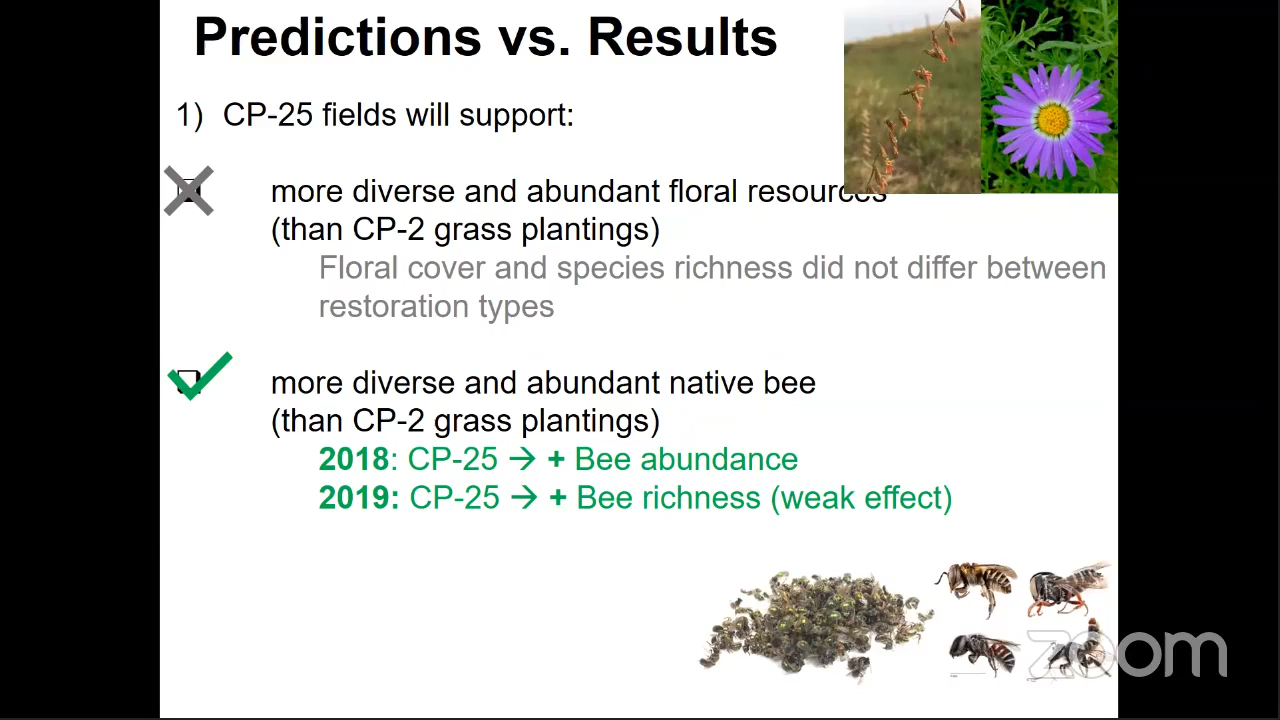 Predictions vs. Results
1) CP-25 fields will support:
more diverse and abundant floral resources
(than CP-2 grass plantings)
Floral cover and species richness did not differ between
restoration types
more diverse and abundant native bee
(than CP-2 grass plantings)
2018: CP-25 → + Bee abundance
2019: CP-25 → + Bee richness (weak effect)
zoom